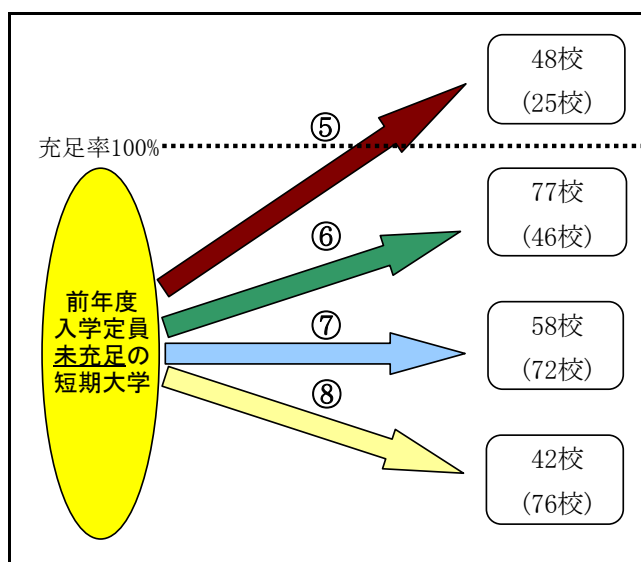 48校
(25校)
⑤
充足率100%
77校
(46校)
⑥
前年度
入学定員
未充足の
短期大学
⑦
58校
(72校)
⑧
42校
(76校)